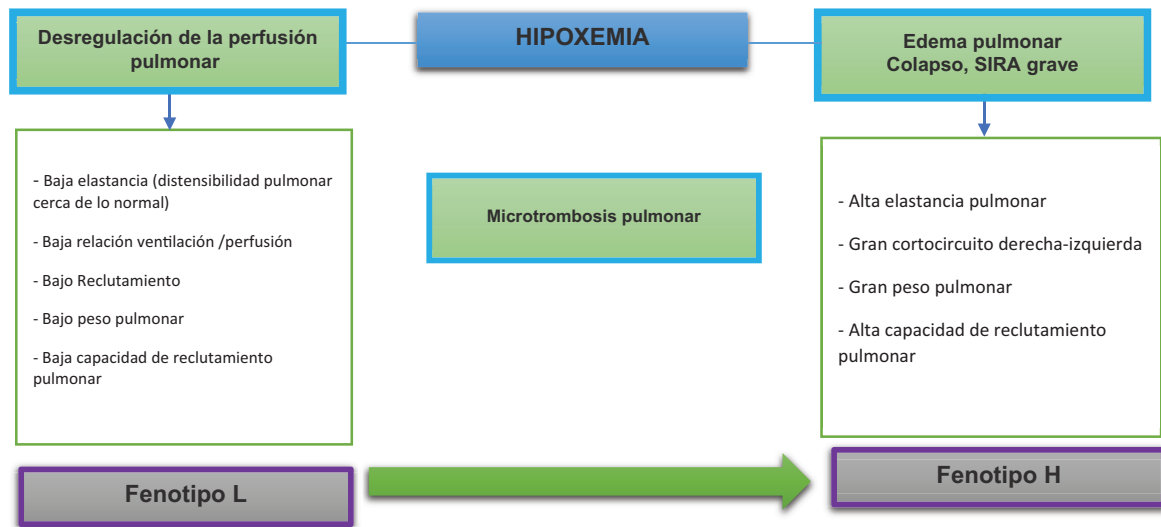 Desregulación de la perfusión
pulmonar
HIPOXEMIA
Edema pulmonar
Colapso, SIRA grave
- Baja elastancia (distensibilidad pulmonar
cerca de lo normal)
- Baja relación ventilación /perfusión
- Bajo Reclutamiento
- Bajo peso pulmonar
- Baja capacidad de reclutamiento
pulmonar
Microtrombosis pulmonar
- Alta elastancia pulmonar
- Gran cortocircuito derecha-izquierda
- Gran peso pulmonar
- Alta capacidad de reclutamiento
pulmonar
Fenotipo L
Fenotipo H